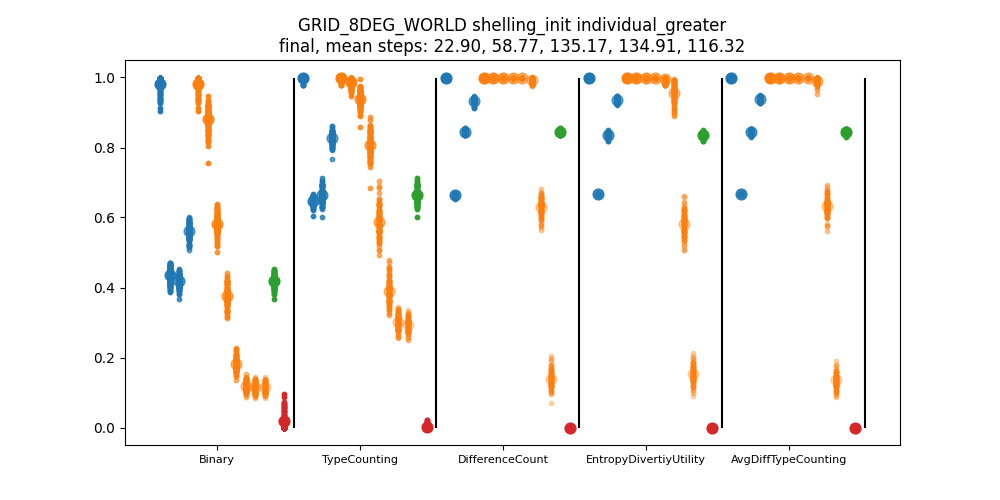 GRID_8DEG_WORLD shelling_init individual_greater
final, mean steps: 22.90, 58.77, 135.17, 134.91, 116.32
1.0
0.8
0.6
0.4
0.2
0.0
Binary TypeCounting DifferenceCount EntropyDivertiyUtility AvgDiffTypeCounting